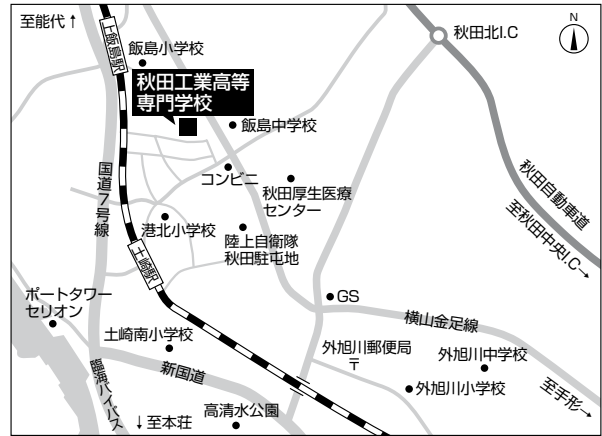 至能代↑
上飯島駅
飯島小学校
秋田工業高等
専門学校
飯島中学校
秋田北I.C
N
国道7号線
コンビニ
秋田厚生医療
センター
秋田自動車道
至秋田中央I.C→
港北小学校
陸上自衛隊
秋田駐屯地
土崎駅
GS
横山金足線
ポートタワー
セリオン
土崎南小学校
新国道
臨海バイパス
外旭川郵便局
〒
外旭川中学校
外旭川小学校
至手形→
↓至本荘
高清水公園